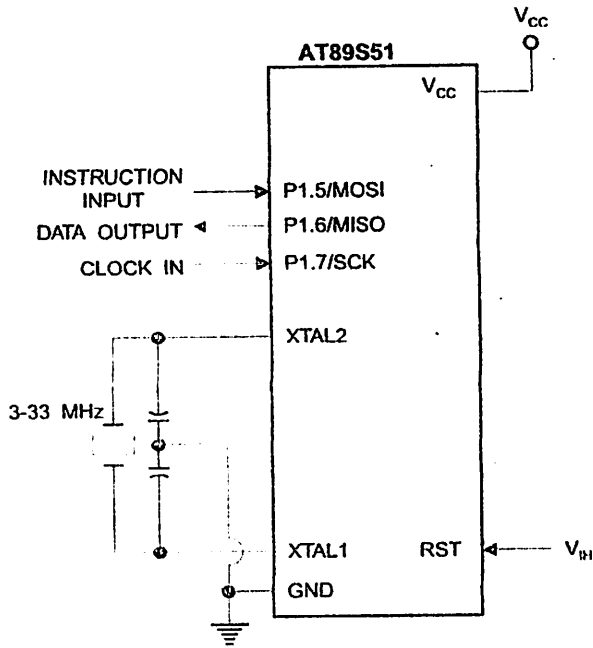 V_CC
AT89S51
V_CC
INSTRUCTION
INPUT
P1.5/MOSI
DATA OUTPUT
P1.6/MISO
CLOCK IN
P1.7/SCK
XTAL2
3-33 MHz
XTAL1
RST
V_IH
GND